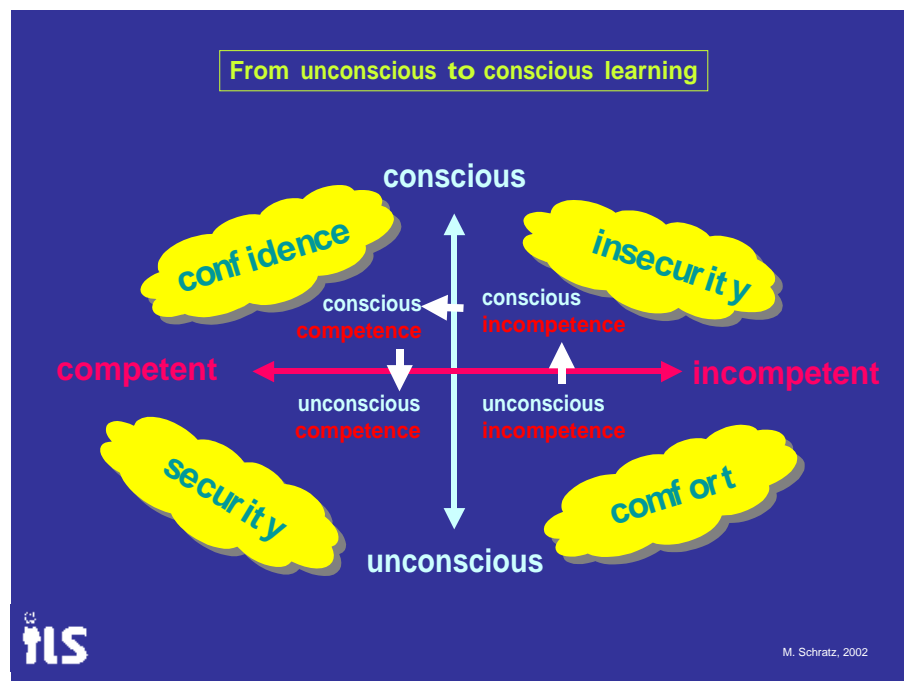 From unconscious to conscious learning
conscious
confidence
insecurity
conscious
competence
conscious
incompetence
competent
incompetent
unconscious
competence
unconscious
incompetence
security
comfort
unconscious
ILS
M. Schratz, 2002